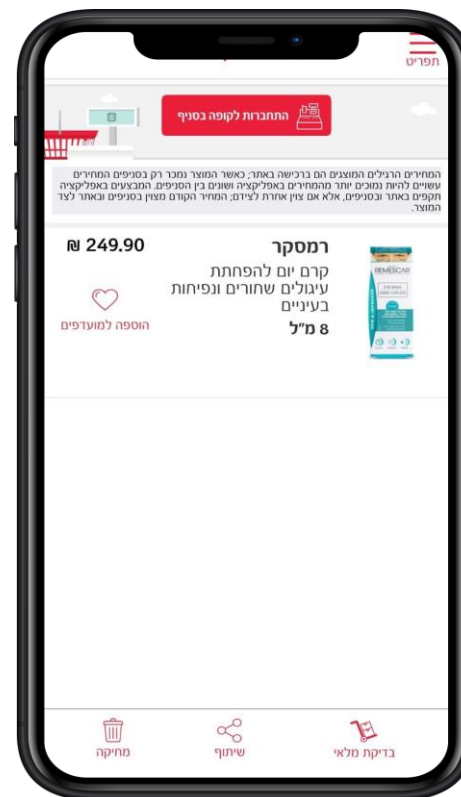 תפריט
התחברות לקופה בסניף
המחירים הרגילים המוצגים הם ברכישה באתר; כאשר המוצר נמכר רק בסניפים המחירים
עשויים להיות נמוכים יותר מהמחירים באפליקציה ושונים בין הסניפים. המבצעים באפליקציה
תקפים באתר ובסניפים, אלא אם צוין אחרת לצידם; המחיר הקודם מצוין בסניפים ובאתר לצד
המוצר.
רמסקר
249.90 ₪
קרם יום להפחתת
עיגולים שחורים ונפיחות
בעיניים
8 מ"ל
הוספה למועדפים
REMESCAR
בדיקת מלאי
שיתוף
מחיקה